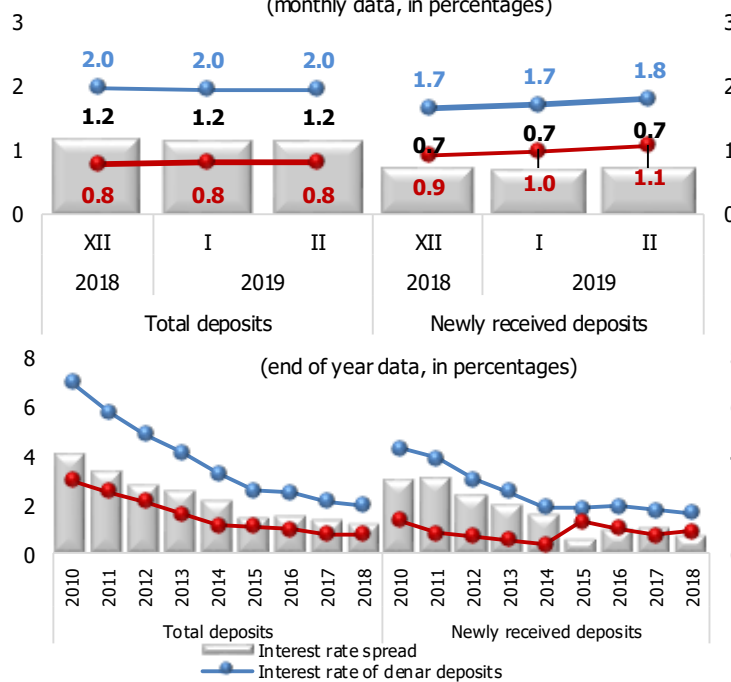 (monthly data, in percentages)
3
3
2.0 2.0 2.0
1.7 1.7 1.8
2
2
1.2 1.2 1.2
0.7 0.7 0.7
1
1
0.8 0.8 0.8
0.9 1.0 1.1
0
0
XII I II XII I II
2018 2019 2018 2019
Total deposits Newly received deposits
8
(end of year data, in percentages)
6
4
2
0
2010 2011 2012 2013 2014 2015 2016 2017 2018 2010 2011 2012 2013 2014 2015 2016 2017 2018
Total deposits Newly received deposits
Interest rate spread
Interest rate of denar deposits